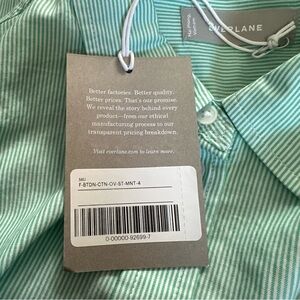 EVERLANE
Better factories. Better quality.
Better prices. That's our promise.
We reveal the story behind every
product—from our ethical
manufacturing process to our
transparent pricing breakdown.
Visit everlane.com to learn more.
SKU
F-BTDN-CTN-OV-ST-MNT-4
0-00000-92699-7